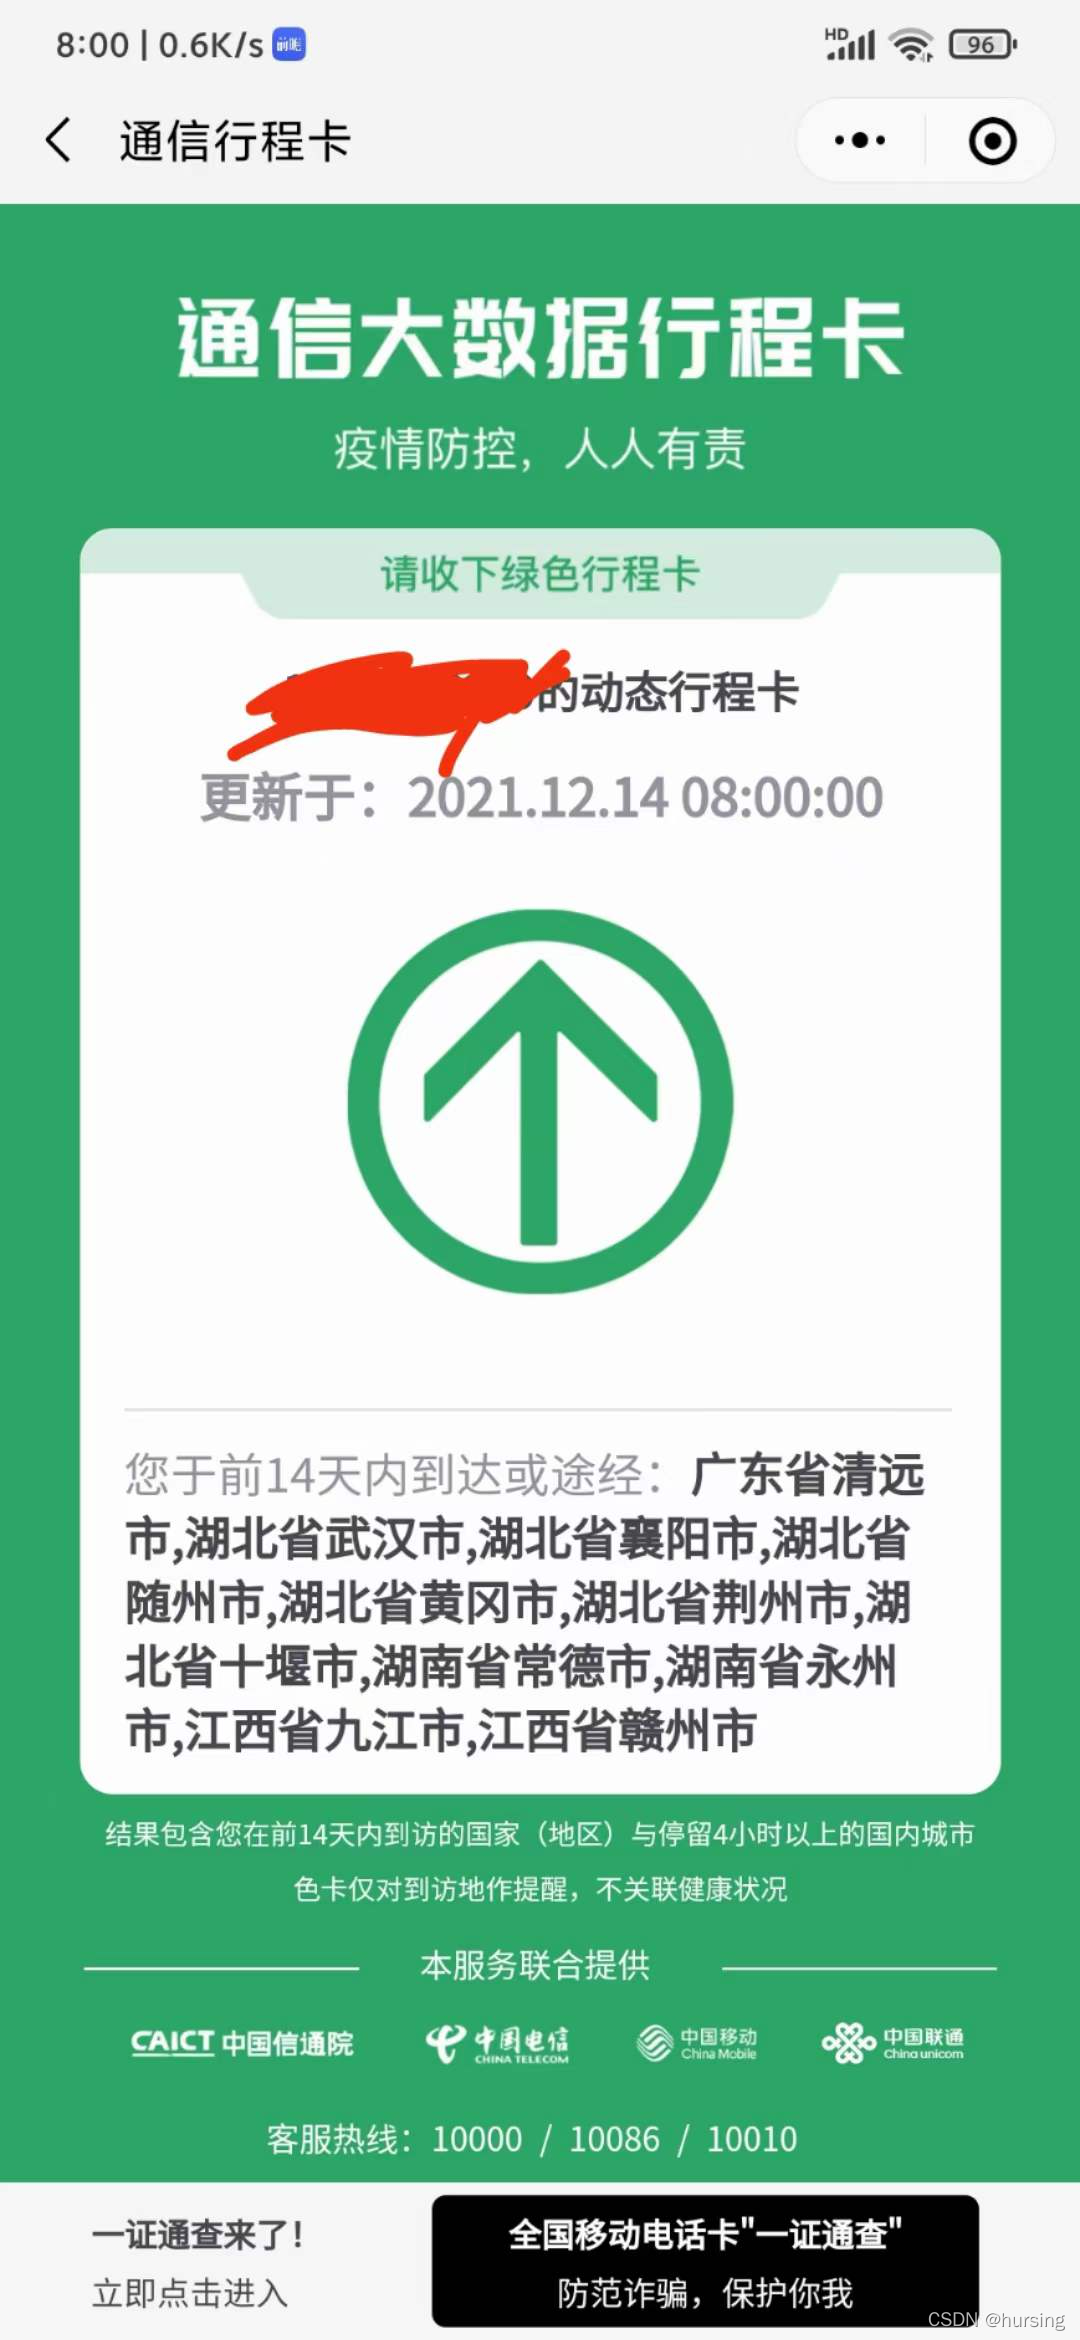 8:00 | 0.6K/s
HD
96
通信行程卡
通信大数据行程卡
疫情防控，人人有责
请收下绿色行程卡
的动态行程卡
更新于：2021.12.14 08:00:00
您于前14天内到达或途经：广东省清远
市,湖北省武汉市,湖北省襄阳市,湖北省
随州市,湖北省黄冈市,湖北省荆州市,湖
北省十堰市,湖南省常德市,湖南省永州
市,江西省九江市,江西省赣州市
结果包含您在前14天内到访的国家（地区）与停留4小时以上的国内城市
色卡仅对到访地作提醒，不关联健康状况
本服务联合提供
CAICT 中国信通院
中国电信
CHINA TELECOM
中国移动
China Mobile
中国联通
China unicom
客服热线：10000 / 10086 / 10010
一证通查来了！
立即点击进入
全国移动电话卡"一证通查"
防范诈骗，保护你我
CSDN @hursing